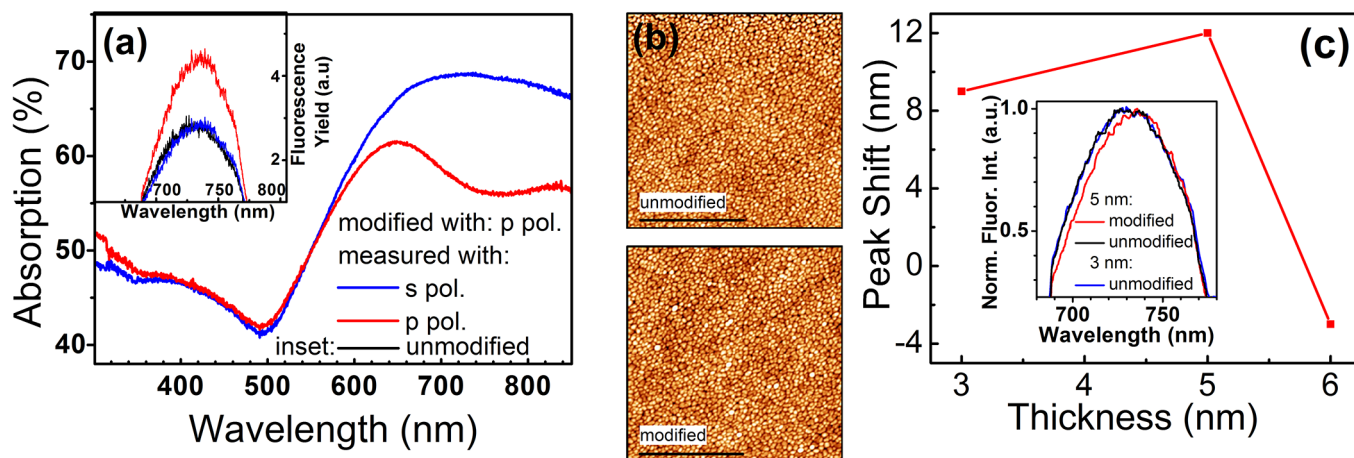 (a)
Absorption (%)
70
60
50
40
400
500
600
700
800
Wavelength (nm)
Fluorescence
Yield (a.u)
4
2
700
750
800
Wavelength (nm)
modified with: p pol.
measured with:
s pol.
p pol.
inset: unmodified
(b)
unmodified
modified
(c)
Peak Shift (nm)
12
8
4
0
-4
3
4
5
6
Thickness (nm)
Norm. Fluor. Int. (a.u.)
1.0
0.5
700
750
Wavelength (nm)
5 nm:
modified
unmodified
3 nm:
unmodified